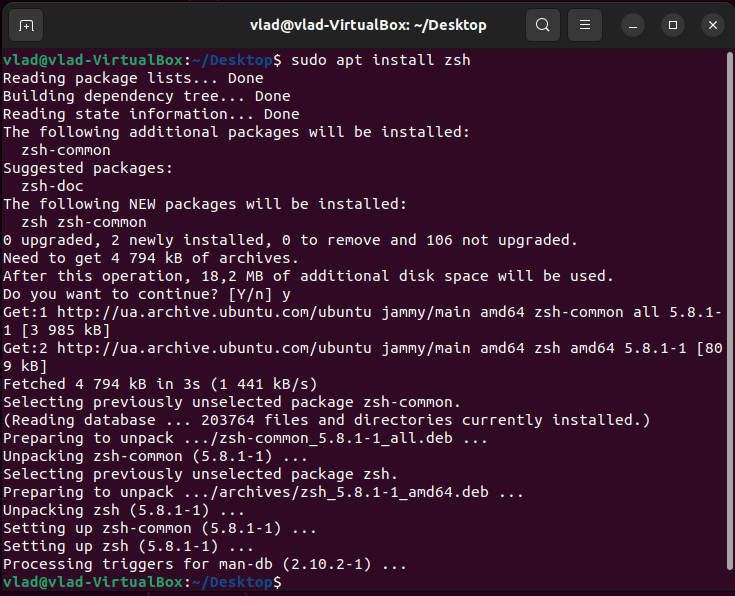 vlad@vlad-VirtualBox: ~/Desktop
vlad@vlad-VirtualBox:~/Desktop$ sudo apt install zsh
Reading package lists... Done
Building dependency tree... Done
Reading state information... Done
The following additional packages will be installed:
  zsh-common
Suggested packages:
  zsh-doc
The following NEW packages will be installed:
  zsh zsh-common
0 upgraded, 2 newly installed, 0 to remove and 106 not upgraded.
Need to get 4 794 kB of archives.
After this operation, 18,2 MB of additional disk space will be used.
Do you want to continue? [Y/n] y
Get:1 http://ua.archive.ubuntu.com/ubuntu jammy/main amd64 zsh-common all 5.8.1-
1 [3 985 kB]
Get:2 http://ua.archive.ubuntu.com/ubuntu jammy/main amd64 zsh amd64 5.8.1-1 [80
9 kB]
Fetched 4 794 kB in 3s (1 441 kB/s)
Selecting previously unselected package zsh-common.
(Reading database ... 203764 files and directories currently installed.)
Preparing to unpack .../zsh-common_5.8.1-1_all.deb ...
Unpacking zsh-common (5.8.1-1) ...
Selecting previously unselected package zsh.
Preparing to unpack .../archives/zsh_5.8.1-1_amd64.deb ...
Unpacking zsh (5.8.1-1) ...
Setting up zsh-common (5.8.1-1) ...
Setting up zsh (5.8.1-1) ...
Processing triggers for man-db (2.10.2-1) ...
vlad@vlad-VirtualBox:~/Desktop$